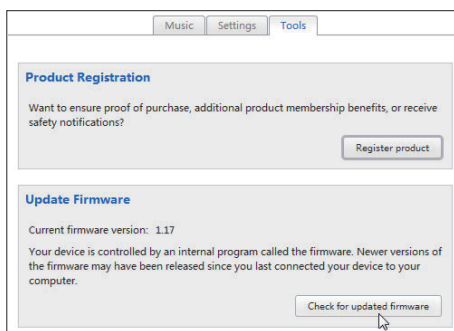 Music Settings Tools
Product Registration
Want to ensure proof of purchase, additional product membership benefits, or receive
safety notifications?
Register product
Update Firmware
Current firmware version: 1.17
Your device is controlled by an internal program called the firmware. Newer versions of
the firmware may have been released since you last connected your device to your
computer.
Check for updated firmware